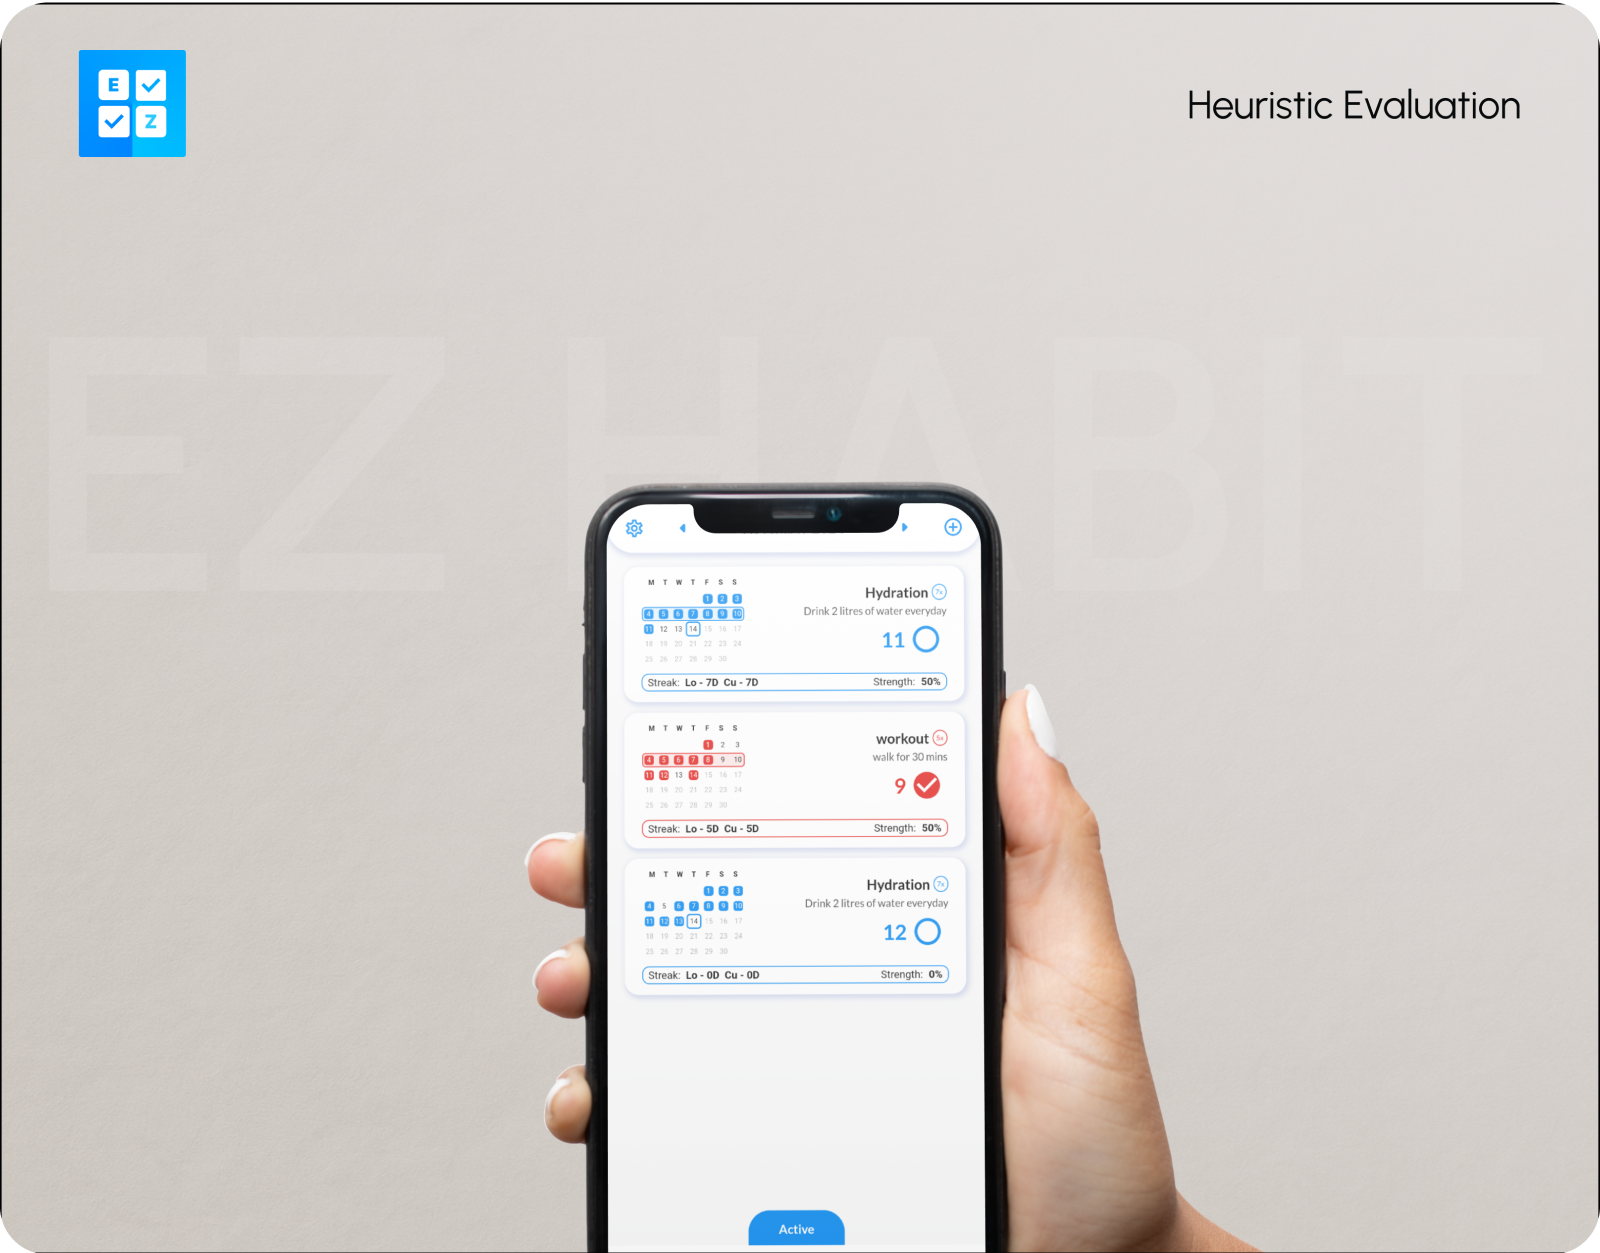 E
Z
Heuristic Evaluation
EZ HABIT
M T W T F S S
1 2 3
4 5 6 7 8 9 10
11 12 13 14 15 16 17
18 19 20 21 22 23 24
25 26 27 28 29 30
Hydration 7x
Drink 2 litres of water everyday
11
Streak: Lo - 7D Cu - 7D Strength: 50%
M T W T F S S
1 2 3
4 5 6 7 8 9 10
11 12 13 14 15 16 17
18 19 20 21 22 23 24
25 26 27 28 29 30
workout 5x
walk for 30 mins
9
Streak: Lo - 5D Cu - 5D Strength: 50%
M T W T F S S
1 2 3
4 5 6 7 8 9 10
11 12 13 14 15 16 17
18 19 20 21 22 23 24
25 26 27 28 29 30
Hydration 7x
Drink 2 litres of water everyday
12
Streak: Lo - 0D Cu - 0D Strength: 0%
Active